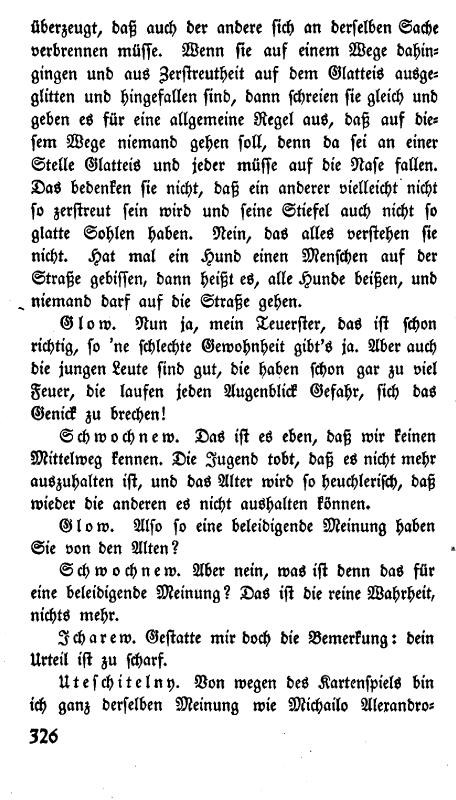 überzeugt, daß auch der andere sich an derselben Sache
verbrennen müsse. Wenn sie auf einem Wege dahin-
gingen und aus Zerstreutheit auf dem Glatteis ausge-
glitten und hingefallen sind, dann schreien sie gleich und
geben es für eine allgemeine Regel aus, daß auf die-
sem Wege niemand gehen soll, denn da sei an einer
Stelle Glatteis und jeder müsse auf die Nase fallen.
Das bedenken sie nicht, daß ein anderer vielleicht nicht
so zerstreut sein wird und seine Stiefel auch nicht so
glatte Sohlen haben. Nein, das alles verstehen sie
nicht. Hat mal ein Hund einen Menschen auf der
Straße gebissen, dann heißt es, alle Hunde beißen, und
niemand darf auf die Straße gehen.
Glow. Nun ja, mein Teuerster, das ist schon
richtig, so 'ne schlechte Gewohnheit gibt's ja. Aber auch
die jungen Leute sind gut, die haben schon gar zu viel
Feuer, die laufen jeden Augenblick Gefahr, sich das
Genick zu brechen!
Schwochnew. Das ist es eben, daß wir keinen
Mittelweg kennen. Die Jugend tobt, daß es nicht mehr
auszuhalten ist, und das Alter wird so heuchlerisch, daß
wieder die anderen es nicht aushalten können.
Glow. Also so eine beleidigende Meinung haben
Sie von den Alten?
Schwochnew. Aber nein, was ist denn das für
eine beleidigende Meinung? Das ist die reine Wahrheit,
nichts mehr.
Icharew. Gestatte mir doch die Bemerkung: dein
Urteil ist zu scharf.
Uteschitelny. Von wegen des Kartenspiels bin
ich ganz derselben Meinung wie Michailo Alexandro-
326